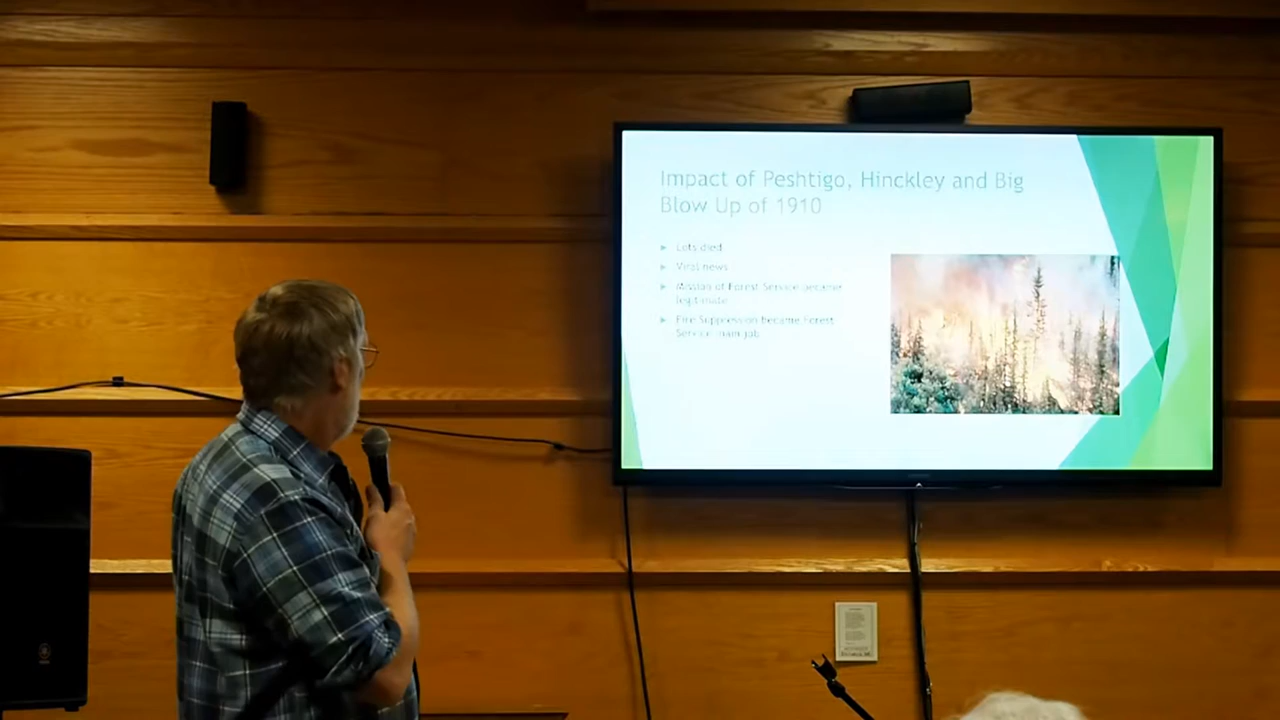 Impact of Peshtigo, Hinckley and Big
Blow Up of 1910
Lots died
Viral news
Mission of Forest Service became
legitimate
Fire Suppression became Forest
Service main job